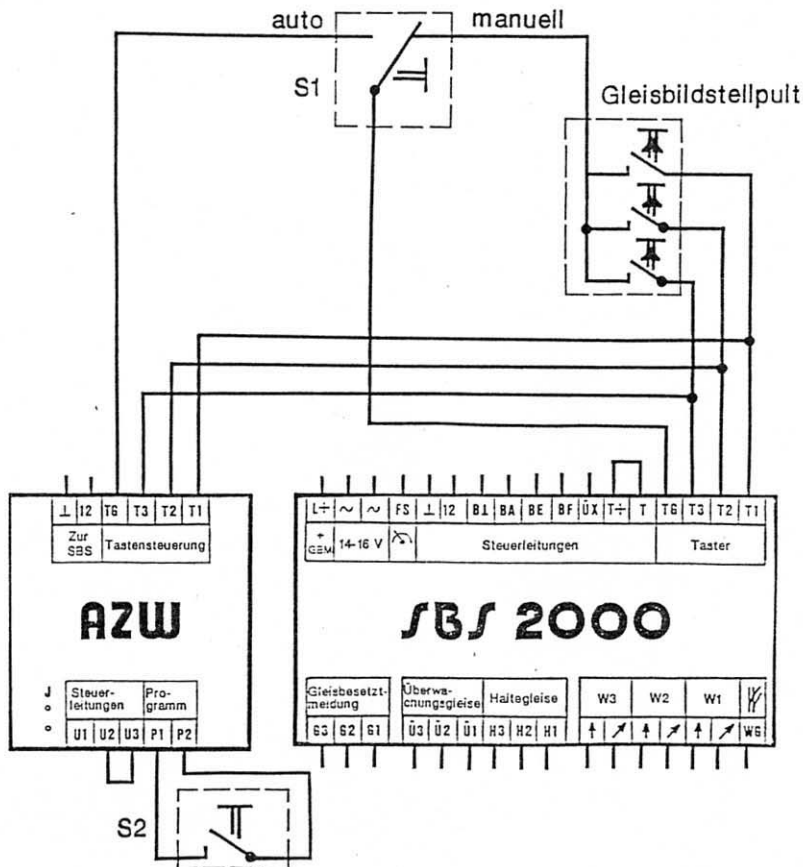 auto manuell
S1
Gleisbildstellpult
⊥ 12 TG T3 T2 T1
Zur SBS
Tastensteuerung
AZW
J
Steuer-
leitungen
Pro-
gramm
U1 U2 U3 P1 P2
S2
L÷ ~ ~ FS ⊥ 12 B⊥ BA BE BF ÜX T÷ T TG T3 T2 T1
+
GEM
14-16 V
Steuerleitungen
Taster
SBS 2000
Gleisbesetzt-
meldung
Überwa-
chungsgleise
Haltegleise
W3 W2 W1
G3 G2 G1 Ü3 Ü2 Ü1 H3 H2 H1 ↑ ↗ ↑ ↗ ↑ ↗ WG